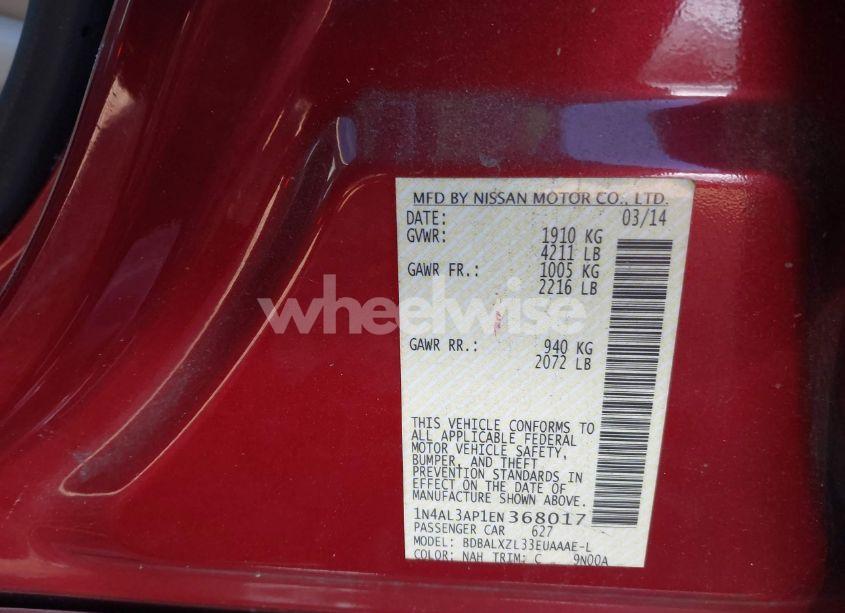 MFD BY NISSAN MOTOR CO., LTD.
DATE: 03/14
GVWR: 1910 KG
4211 LB
GAWR FR.: 1005 KG
2216 LB
wheelwise
GAWR RR.: 940 KG
2072 LB
THIS VEHICLE CONFORMS TO
ALL APPLICABLE FEDERAL
MOTOR VEHICLE SAFETY,
BUMPER, AND THEFT
PREVENTION STANDARDS IN
EFFECT ON THE DATE OF
MANUFACTURE SHOWN ABOVE.
1N4AL3AP1EN368017
PASSENGER CAR 627
MODEL: BDBALXZL33EUAAAE-L
COLOR: NAH TRIM: C 9N00A